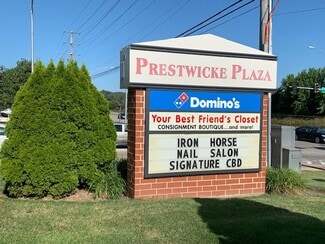 PRESTWICKE PLAZA
Domino's
Your Best Friend's Closet
CONSIGNMENT BOUTIQUE...and more!
IRON HORSE
NAIL SALON
SIGNATURE CBD